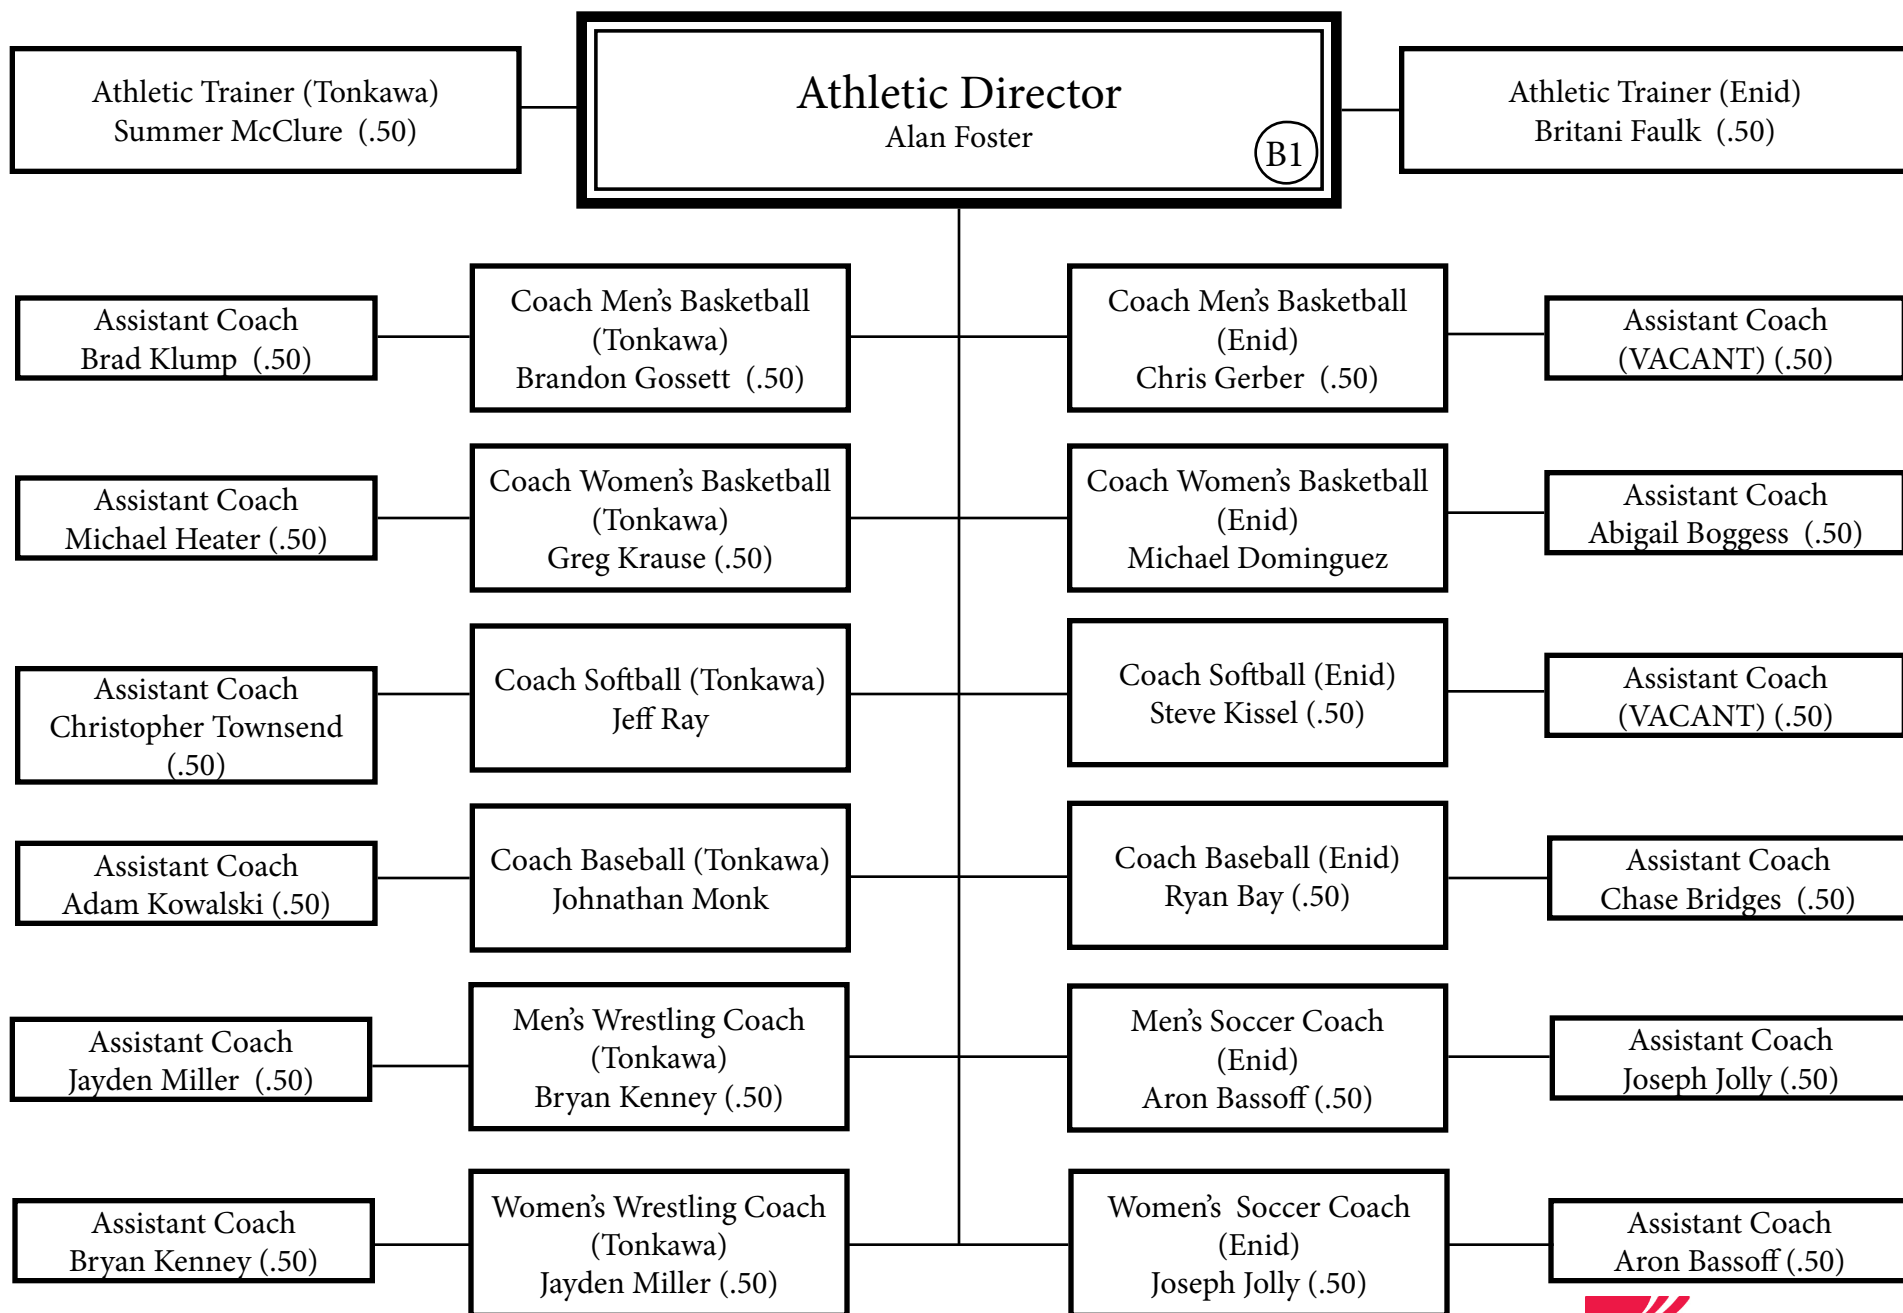 Athletic Trainer (Tonkawa)
Summer McClure (.50)
Athletic Director
Alan Foster
B1
Athletic Trainer (Enid)
Britani Faulk (.50)
Assistant Coach
Brad Klump (.50)
Coach Men's Basketball
(Tonkawa)
Brandon Gossett (.50)
Coach Men's Basketball
(Enid)
Chris Gerber (.50)
Assistant Coach
(VACANT) (.50)
Assistant Coach
Michael Heater (.50)
Coach Women's Basketball
(Tonkawa)
Greg Krause (.50)
Coach Women's Basketball
(Enid)
Michael Dominguez
Assistant Coach
Abigail Boggess (.50)
Assistant Coach
Christopher Townsend
(.50)
Coach Softball (Tonkawa)
Jeff Ray
Coach Softball (Enid)
Steve Kissel (.50)
Assistant Coach
(VACANT) (.50)
Assistant Coach
Adam Kowalski (.50)
Coach Baseball (Tonkawa)
Johnathan Monk
Coach Baseball (Enid)
Ryan Bay (.50)
Assistant Coach
Chase Bridges (.50)
Assistant Coach
Jayden Miller (.50)
Men's Wrestling Coach
(Tonkawa)
Bryan Kenney (.50)
Men's Soccer Coach
(Enid)
Aron Bassoff (.50)
Assistant Coach
Joseph Jolly (.50)
Assistant Coach
Bryan Kenney (.50)
Women's Wrestling Coach
(Tonkawa)
Jayden Miller (.50)
Women's Soccer Coach
(Enid)
Joseph Jolly (.50)
Assistant Coach
Aron Bassoff (.50)